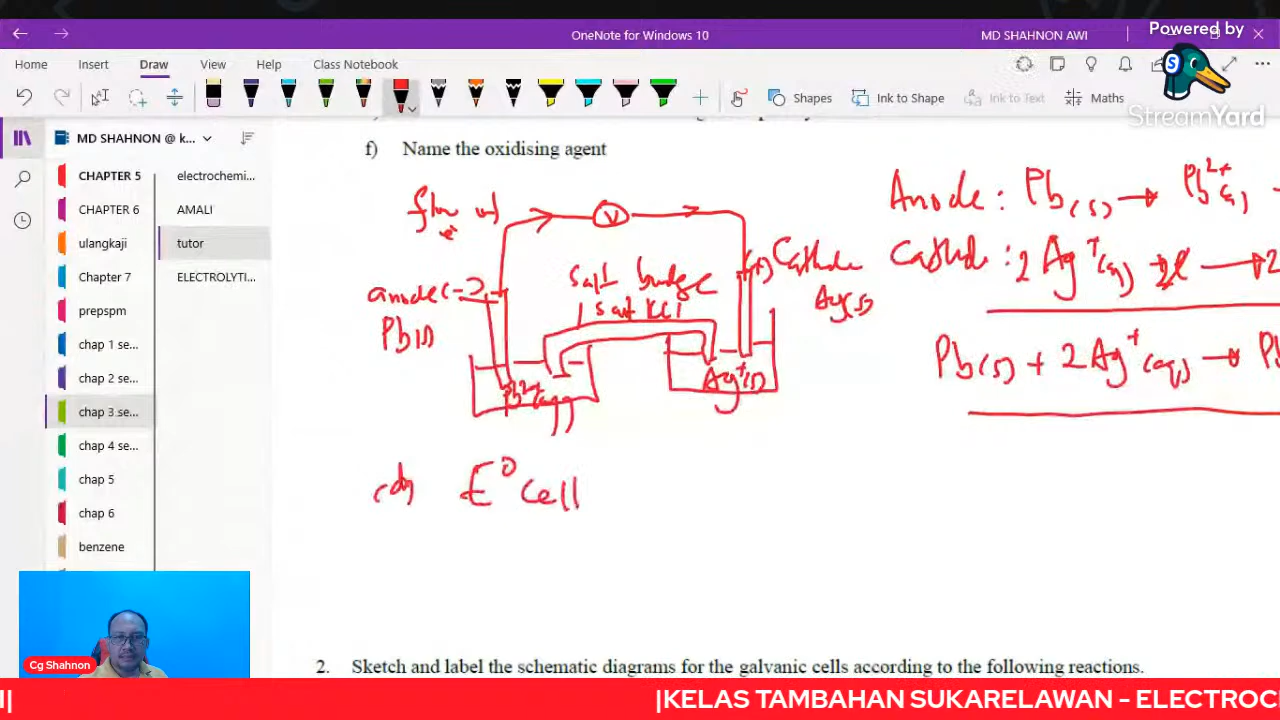 Powered by
StreamYard
OneNote for Windows 10
MD SHAHNON AWI
Home Insert Draw View Help Class Notebook
Shapes Ink to Shape Ink to Text Maths
MD SHAHNON @ k...
CHAPTER 5
CHAPTER 6
ulangkaji
Chapter 7
prepspm
chap 1 se...
chap 2 se...
chap 3 se...
chap 4 se...
chap 5
chap 6
benzene
electrochemi...
AMALI
tutor
ELECTROLYTI...
f) Name the oxidising agent
flow of
e-
V
anode (-)
Pb(s)
Salt bridge
sat KCl
(+) Cathode
Ag(s)
Pb2+(aq)
Anode : Pb(s) → Pb2+(aq)
Cathode : 2Ag+(aq) + 2e → 2
Pb(s) + 2Ag+(aq) → Pb
(d) E° cell
2. Sketch and label the schematic diagrams for the galvanic cells according to the following reactions.
Cg Shahnon
|KELAS TAMBAHAN SUKARELAWAN - ELECTROC